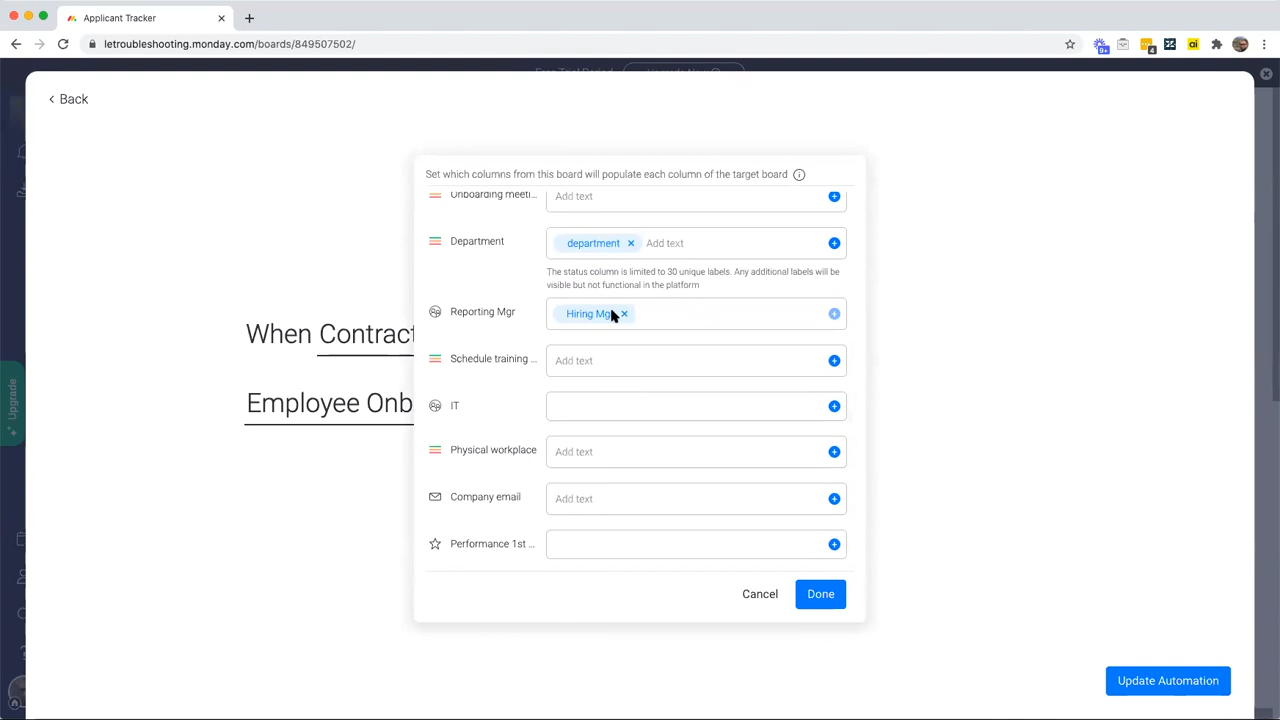 Applicant Tracker
letroubleshooting.monday.com/boards/849507502/
9+
4
ai
Back
Set which columns from this board will populate each column of the target board
Onboarding meeti... Add text
Department department Add text
The status column is limited to 30 unique labels. Any additional labels will be
visible but not functional in the platform
Reporting Mgr Hiring
When Contract
Schedule training ... Add text
Employee Onb
IT
Upgrade
Physical workplace Add text
Company email Add text
Performance 1st ...
Cancel Done
Update Automation